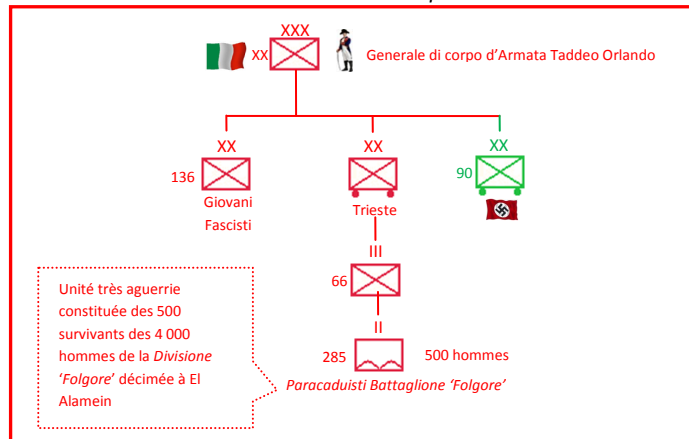 XXX
XX
Generale di corpo d'Armata Taddeo Orlando
XX
XX
XX
136
90
Giovani
Fascisti
Trieste
III
66
II
285
500 hommes
Paracaduisti Battaglione 'Folgore'
Unité très aguerrie
constituée des 500
survivants des 4 000
hommes de la Divisione
'Folgore' décimée à El
Alamein